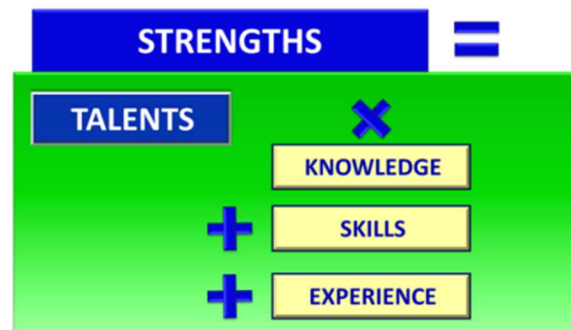 STRENGTHS =
TALENTS ×
KNOWLEDGE
+ SKILLS
+ EXPERIENCE